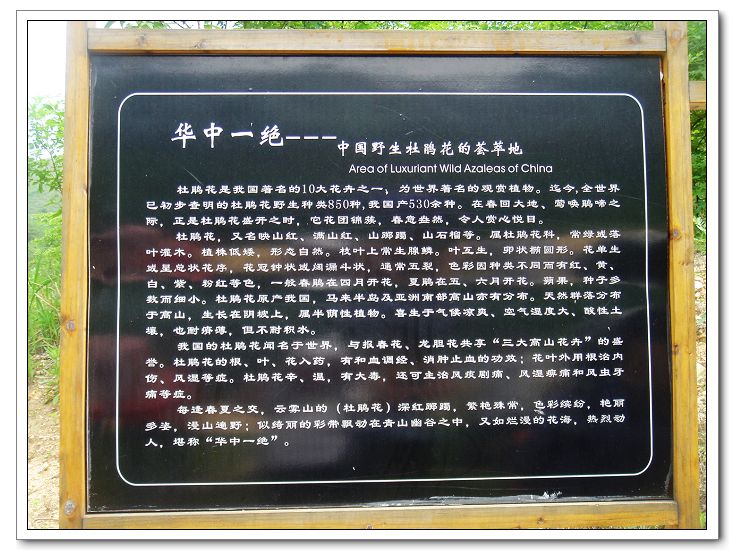 华中一绝---中国野生杜鹃花的荟萃地
Area of Luxuriant Wild Azaleas of China
杜鹃花是我国著名的10大花卉之一，为世界著名的观赏植物。迄今,全世界
已初步查明的杜鹃花野生种类850种,我国产530余种。在春回大地、莺唤鹃啼之
际，正是杜鹃花盛开之时，它花团锦簇，春意盎然，令人赏心悦目。
杜鹃花，又名映山红、满山红、山踯躅、山石榴等。属杜鹃花科，常绿或落
叶灌木。植株低矮，形态自然。枝叶上常生腺鳞。叶互生，卵状椭圆形。花单生
或呈总状花序，花冠钟状或阔漏斗状，通常五裂，色彩因种类不同而有红、黄、
白、紫、粉红等色，一般春鹃在四月开花，夏鹃在五、六月开花。蒴果，种子多
数而细小。杜鹃花原产我国，马来半岛及亚洲南部高山亦有分布。天然群落分布
于高山，生长在阴坡上，属半荫性植物。喜生于气候凉爽、空气湿度大、酸性土
壤，也耐瘠薄，但不耐积水。
我国的杜鹃花闻名于世界，与报春花、龙胆花共享“三大高山花卉”的盛
誉。杜鹃花的根、叶、花入药，有和血调经、消肿止血的功效；花叶外用根治内
伤、风湿等症。杜鹃花辛、温，有大毒，还可主治风痰剧痛、风湿痹痛和风虫牙
痛等症。
每逢春夏之交，云雾山的（杜鹃花）深红踯躅，繁艳殊常，色彩缤纷，艳丽
多姿，漫山遍野；似绮丽的彩带飘动在青山幽谷之中，又如烂漫的花海，热烈动
人，堪称“华中一绝”。